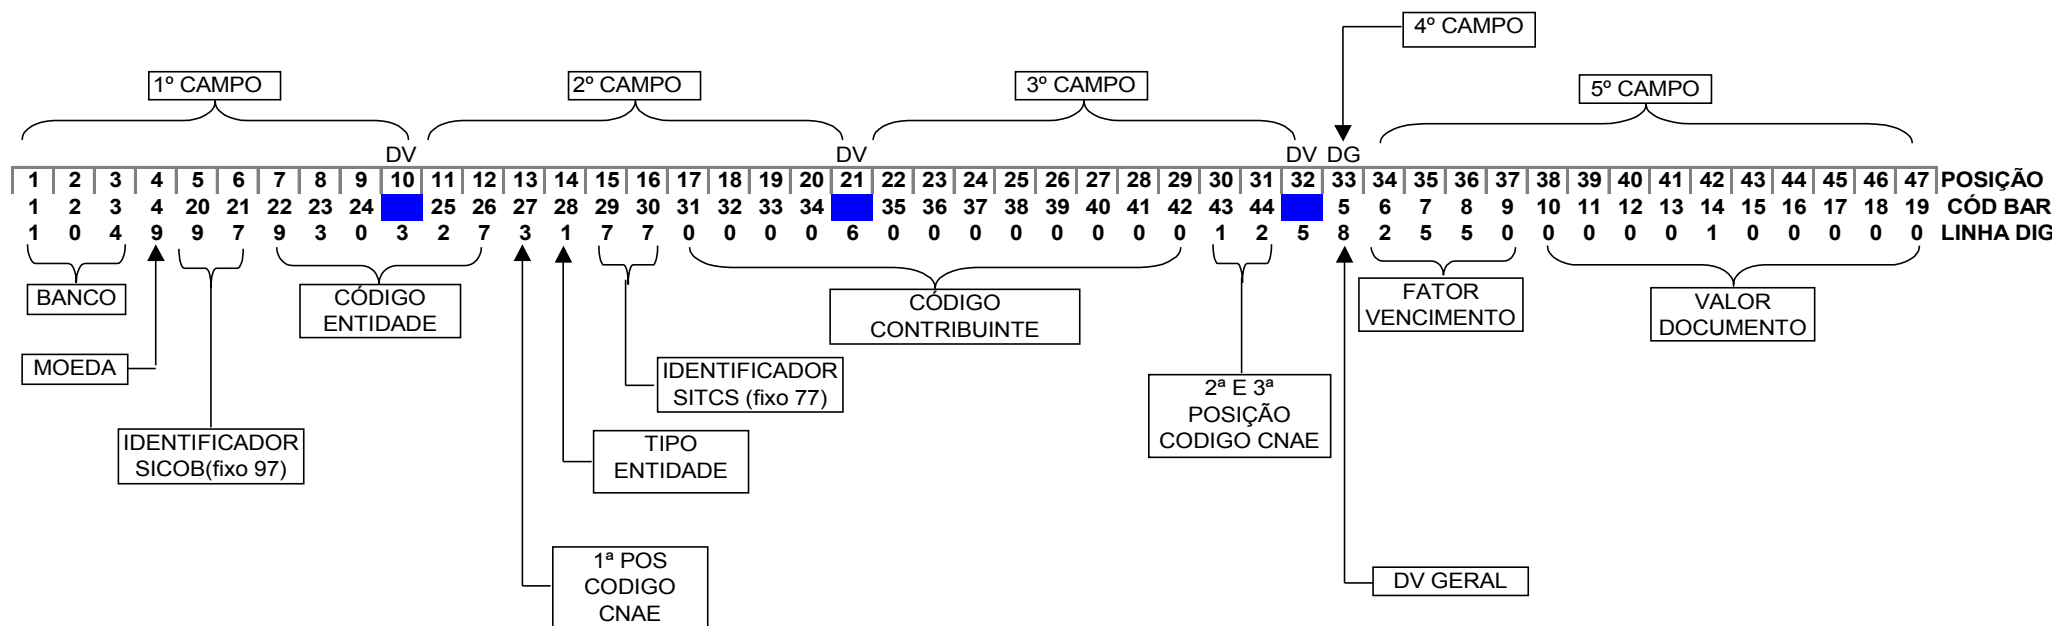 4º CAMPO
1º CAMPO 2º CAMPO 3º CAMPO 5º CAMPO
DV DV DV DG
1 2 3 4 5 6 7 8 9 10 11 12 13 14 15 16 17 18 19 20 21 22 23 24 25 26 27 28 29 30 31 32 33 34 35 36 37 38 39 40 41 42 43 44 45 46 47 POSIÇÃO
1 2 3 4 20 21 22 23 24 25 26 27 28 29 30 31 32 33 34 35 36 37 38 39 40 41 42 43 44 5 6 7 8 9 10 11 12 13 14 15 16 17 18 19 CÓD BAR
1 0 4 9 9 7 9 3 0 3 2 7 3 1 7 7 0 0 0 0 6 0 0 0 0 0 0 0 0 1 2 5 8 2 5 5 0 0 0 0 0 1 0 0 0 0 0 LINHA DIG
BANCO
CÓDIGO
ENTIDADE
CÓDIGO
CONTRIBUINTE
FATOR
VENCIMENTO
VALOR
DOCUMENTO
MOEDA
IDENTIFICADOR
SITCS (fixo 77)
2ª E 3ª
POSIÇÃO
CODIGO CNAE
IDENTIFICADOR
SICOB(fixo 97)
TIPO
ENTIDADE
1ª POS
CODIGO
CNAE
DV GERAL